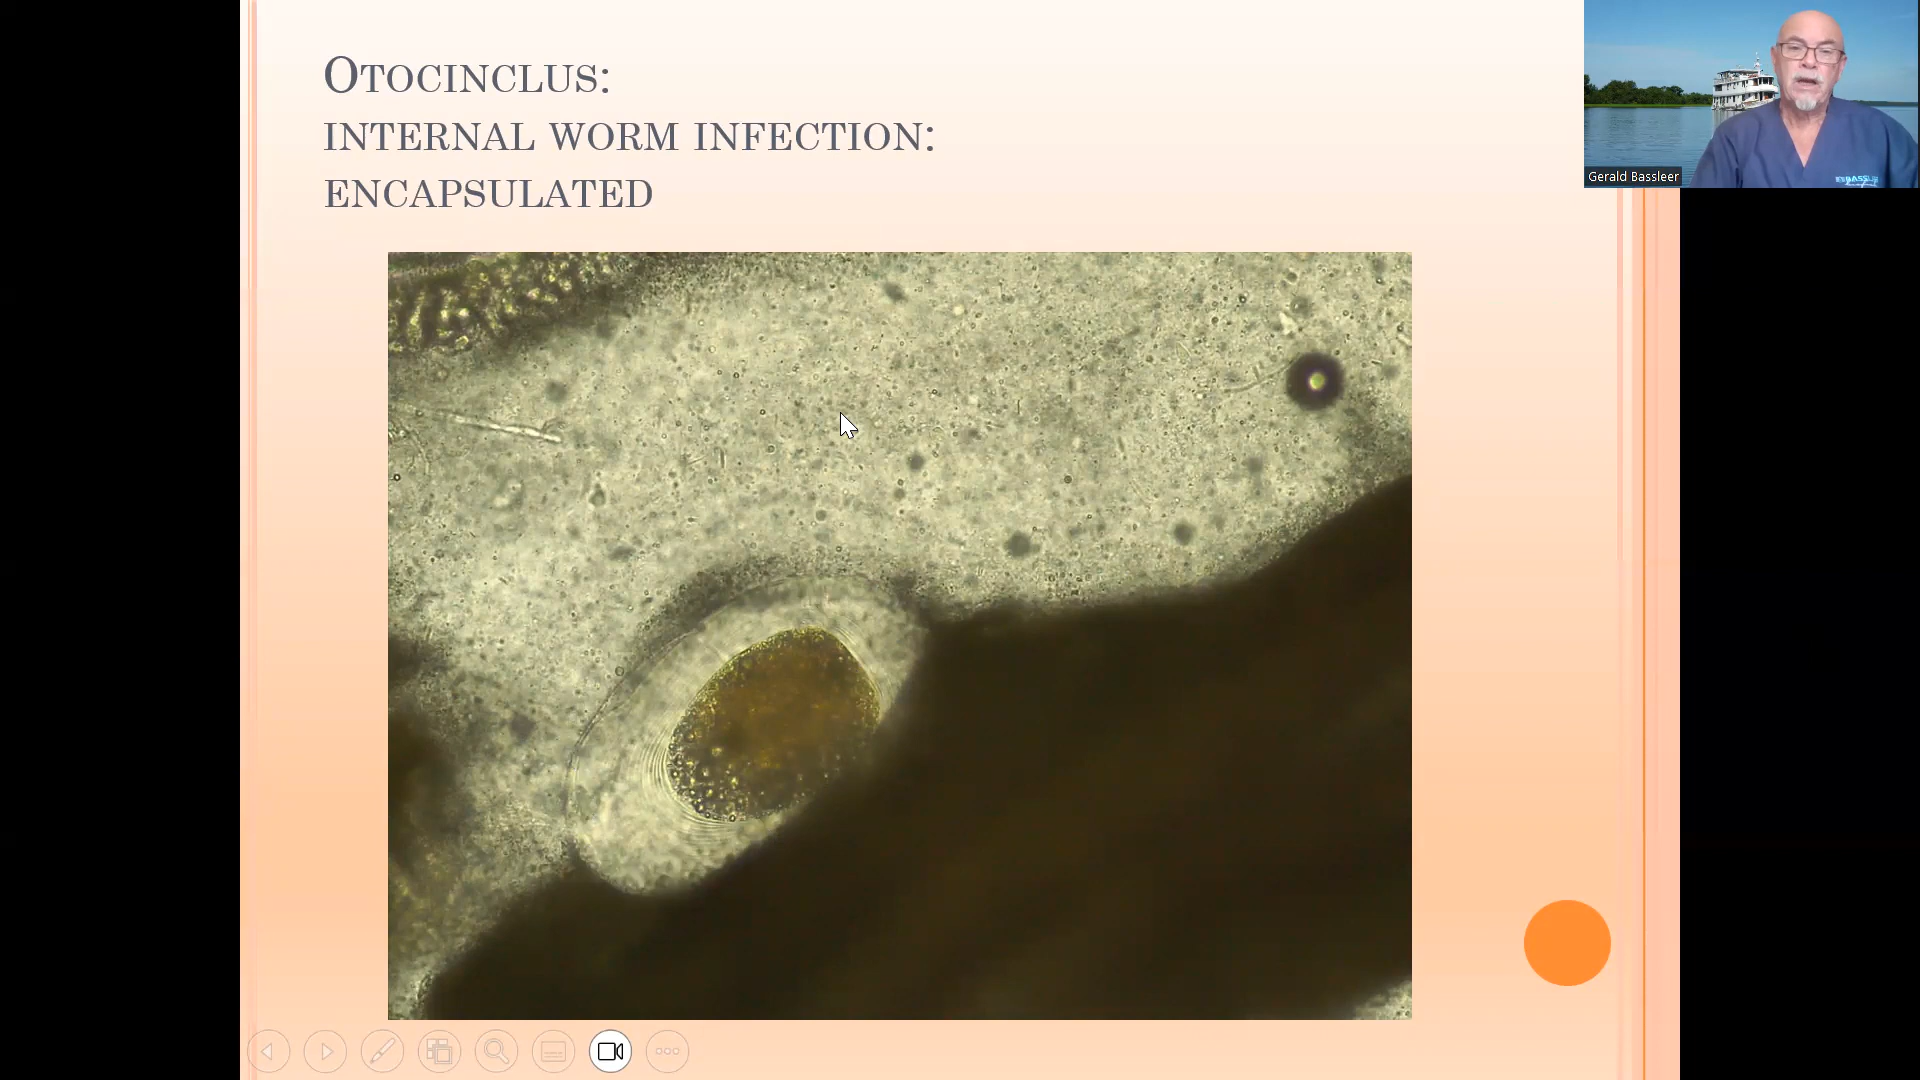 Otocinclus:
internal worm infection:
encapsulated
Gerald Bassleer